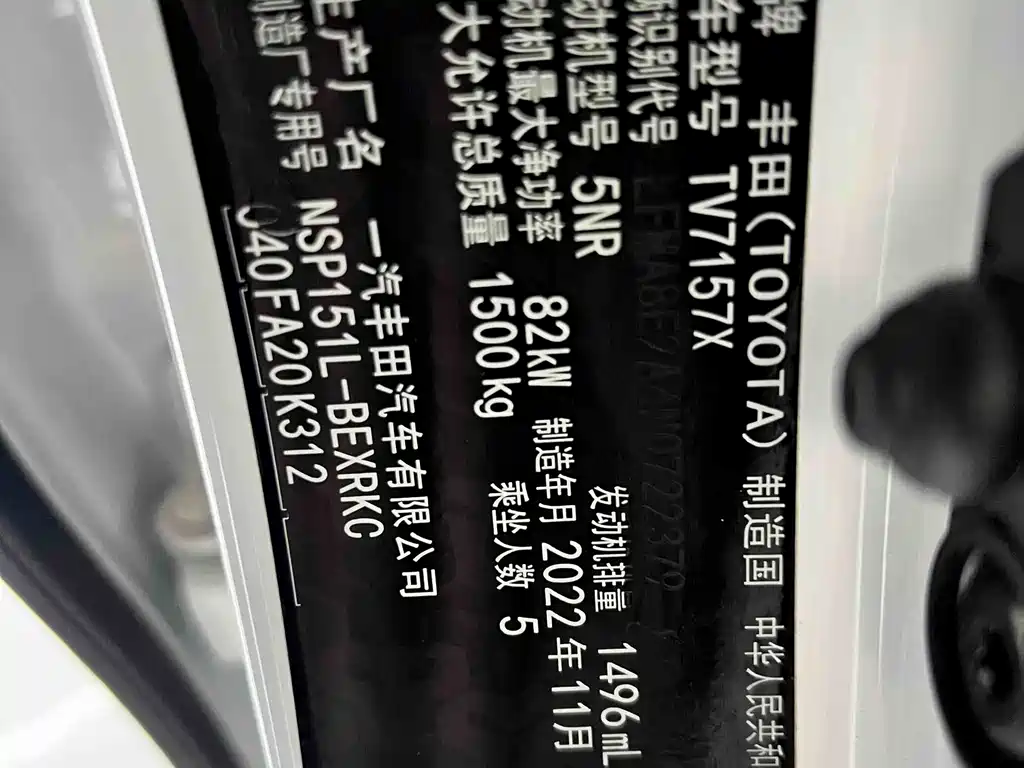 牌 丰田(TOYOTA) 制造国 中华人民共和
车型号 TV7157X
识别代号
动机型号 5NR 发动机排量 1496mL
动机最大净功率 82kW 制造年月 2022年11月
大允许总质量 1500kg 乘坐人数 5
生产厂名 一汽丰田汽车有限公司
制造厂专用号 NSP151L-BEXRKC
040FA20K312